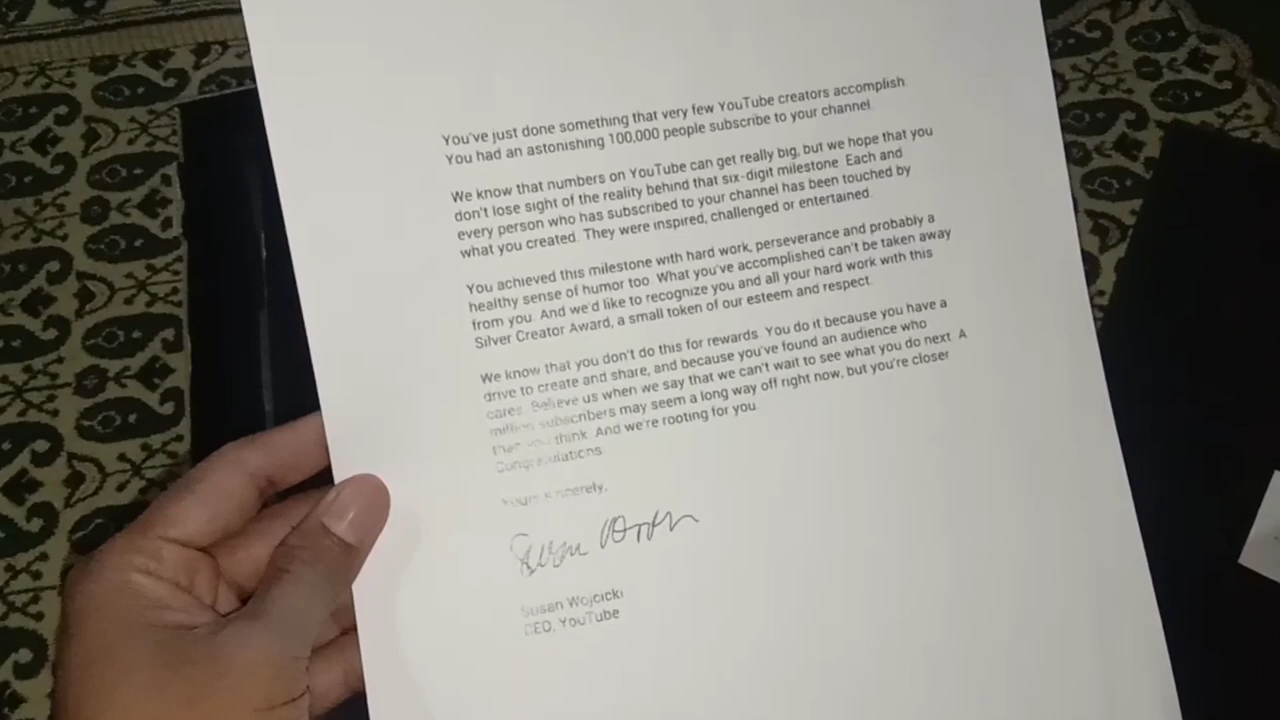 You've just done something that very few YouTube creators accomplish.
You had an astonishing 100,000 people subscribe to your channel.
We know that numbers on YouTube can get really big, but we hope that you
don't lose sight of the reality behind that six-digit milestone. Each and
every person who has subscribed to your channel has been touched by
what you created. They were inspired, challenged or entertained.
You achieved this milestone with hard work, perseverance and probably a
healthy sense of humor too. What you've accomplished can't be taken away
from you. And we'd like to recognize you and all your hard work with this
Silver Creator Award, a small token of our esteem and respect.
We know that you don't do this for rewards. You do it because you have a
drive to create and share, and because you've found an audience who
cares. Believe us when we say that we can't wait to see what you do next. A
million subscribers may seem a long way off right now, but you're closer
than you think. And we're rooting for you.
Congratulations.
Yours sincerely,
Susan Wojcicki
CEO, YouTube